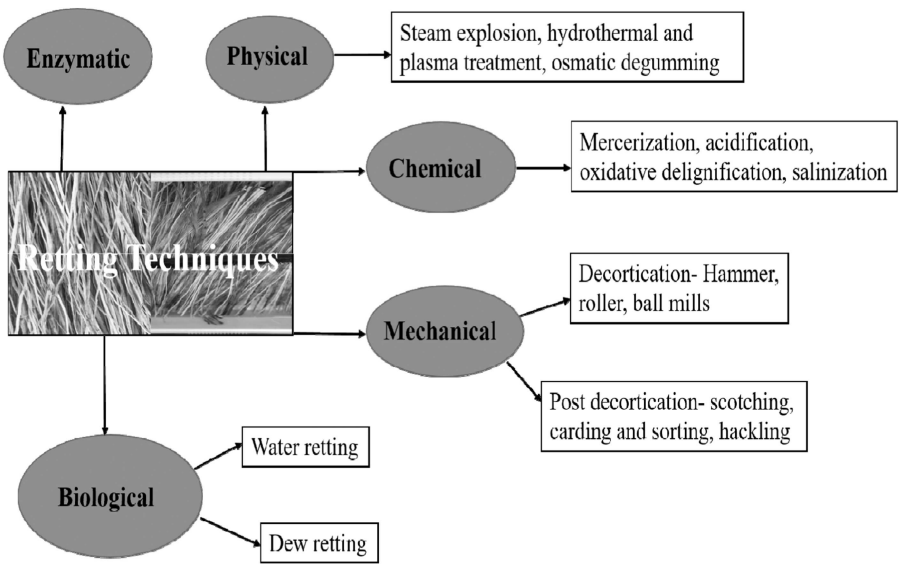 Enzymatic
Physical
Steam explosion, hydrothermal and
plasma treatment, osmatic degumming
Chemical
Mercerization, acidification,
oxidative delignification, salinization
Retting Techniques
Decortication- Hammer,
roller, ball mills
Mechanical
Post decortication- scotching,
carding and sorting, hackling
Water retting
Biological
Dew retting